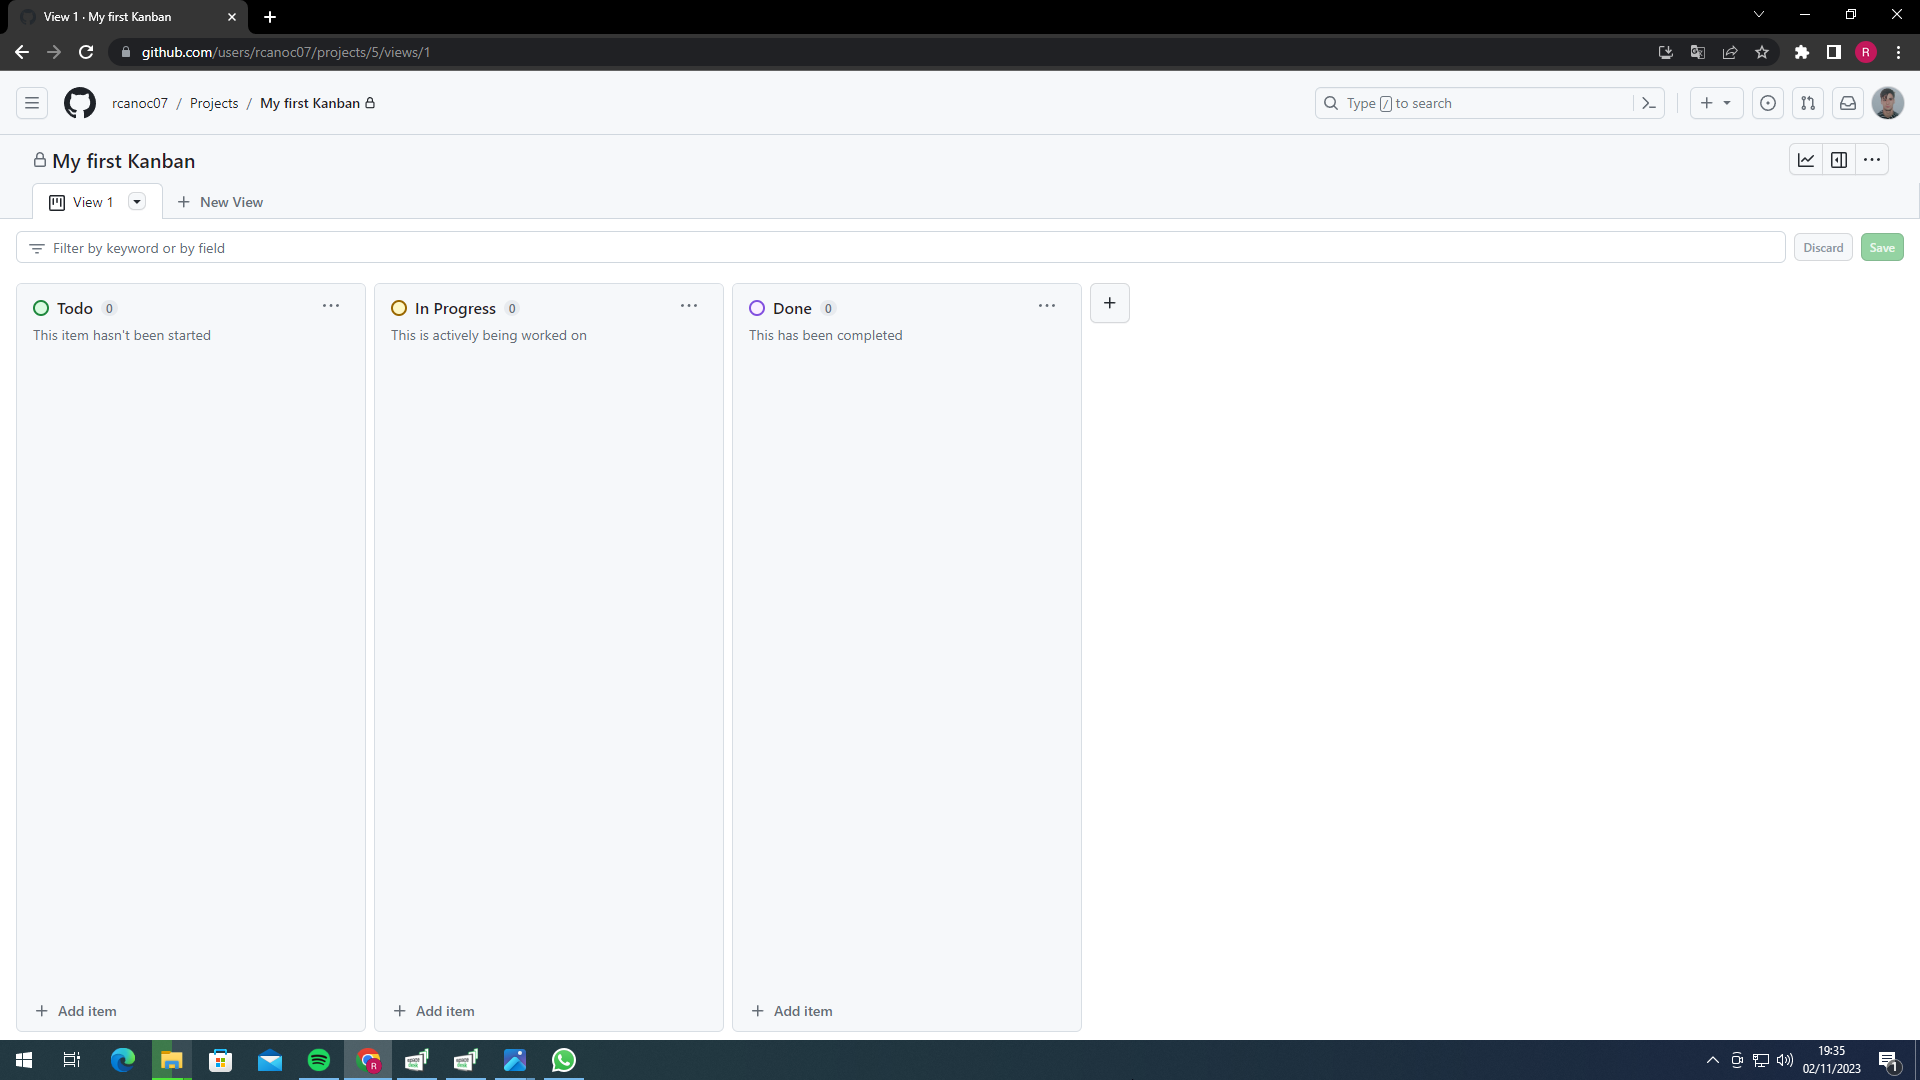 View 1 · My first Kanban
github.com/users/rcanoc07/projects/5/views/1
R
rcanoc07 / Projects / My first Kanban
Type / to search
My first Kanban
View 1
New View
Filter by keyword or by field
Discard
Save
Todo 0
This item hasn't been started
Add item
In Progress 0
This is actively being worked on
Add item
Done 0
This has been completed
Add item
R
19:35
02/11/2023
1